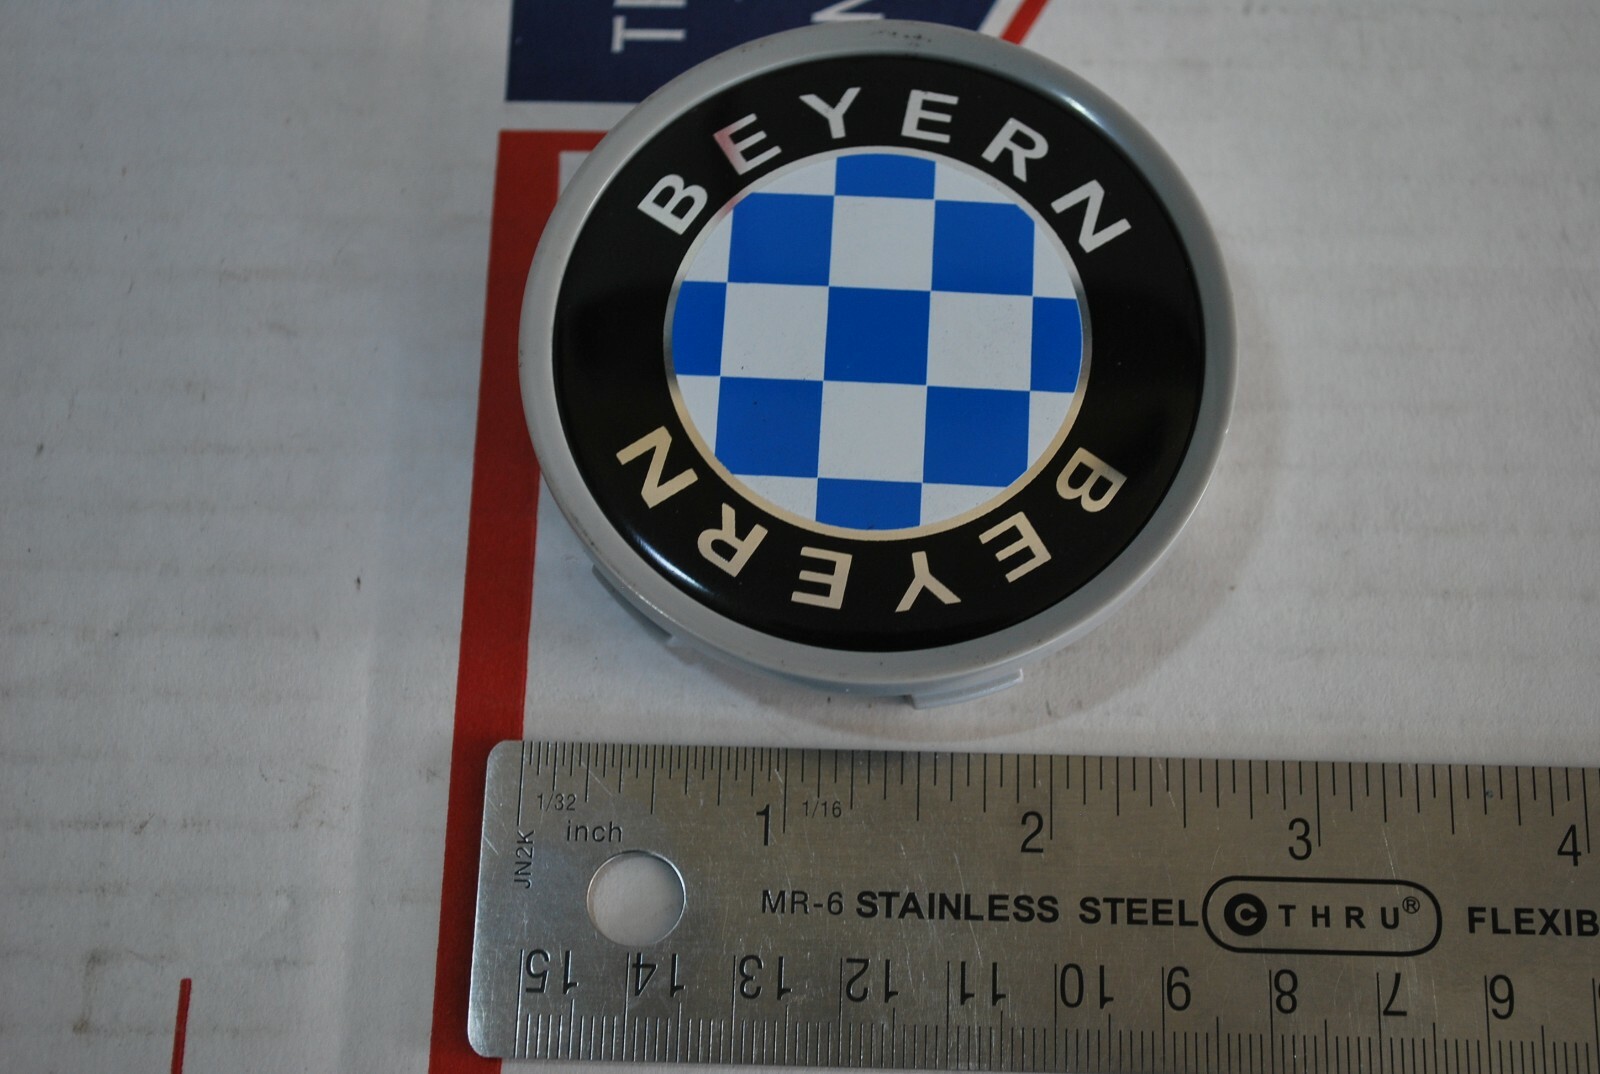 BEYERN
BEYERN
1/32
1
1/16
2
3
4
inch
JN2K
MR-6 STAINLESS STEEL C THRU® FLEXIB
15 14 13 12 11 10 9 8 7 6